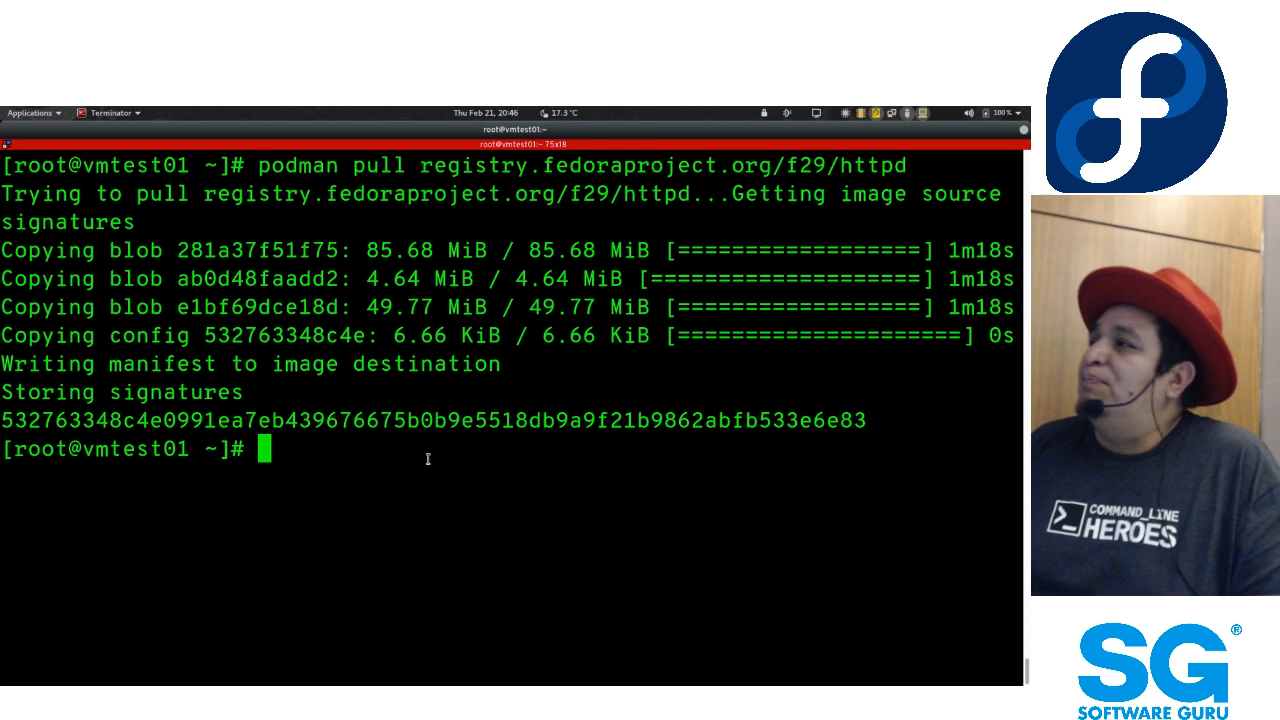 Applications
Terminator
Thu Feb 21, 20:46
17.3 °C
100 %
root@vmtest01:~
root@vmtest01:~ 75x18
[root@vmtest01 ~]# podman pull registry.fedoraproject.org/f29/httpd
Trying to pull registry.fedoraproject.org/f29/httpd...Getting image source
signatures
Copying blob 281a37f51f75: 85.68 MiB / 85.68 MiB [==================] 1m18s
Copying blob ab0d48faadd2: 4.64 MiB / 4.64 MiB [====================] 1m18s
Copying blob e1bf69dce18d: 49.77 MiB / 49.77 MiB [==================] 1m18s
Copying config 532763348c4e: 6.66 KiB / 6.66 KiB [=====================] 0s
Writing manifest to image destination
Storing signatures
532763348c4e0991ea7eb439676675b0b9e5518db9a9f21b9862abfb533e6e83
[root@vmtest01 ~]#
>_ COMMAND_LINE
HEROES
SG®
SOFTWARE GURU